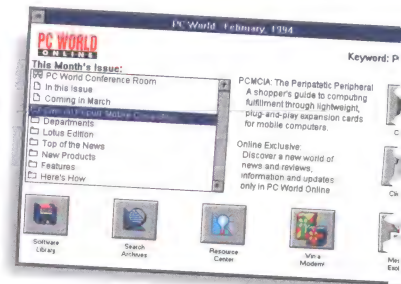 PC World - February, 1994
PC WORLD
ONLINE
Keyword: P
This Month's Issue:
PC World Conference Room
In this Issue
Coming in March
Special Report: Mobile Computing
Departments
Lotus Edition
Top of the News
New Products
Features
Here's How
PCMCIA: The Peripatetic Peripheral
A shopper's guide to computing
fulfillment through lightweight,
plug-and-play expansion cards
for mobile computers.
Online Exclusive:
Discover a new world of
news and reviews,
information and updates
only in PC World Online
Software
Library
Search
Archives
Resource
Center
Win a
Modem!